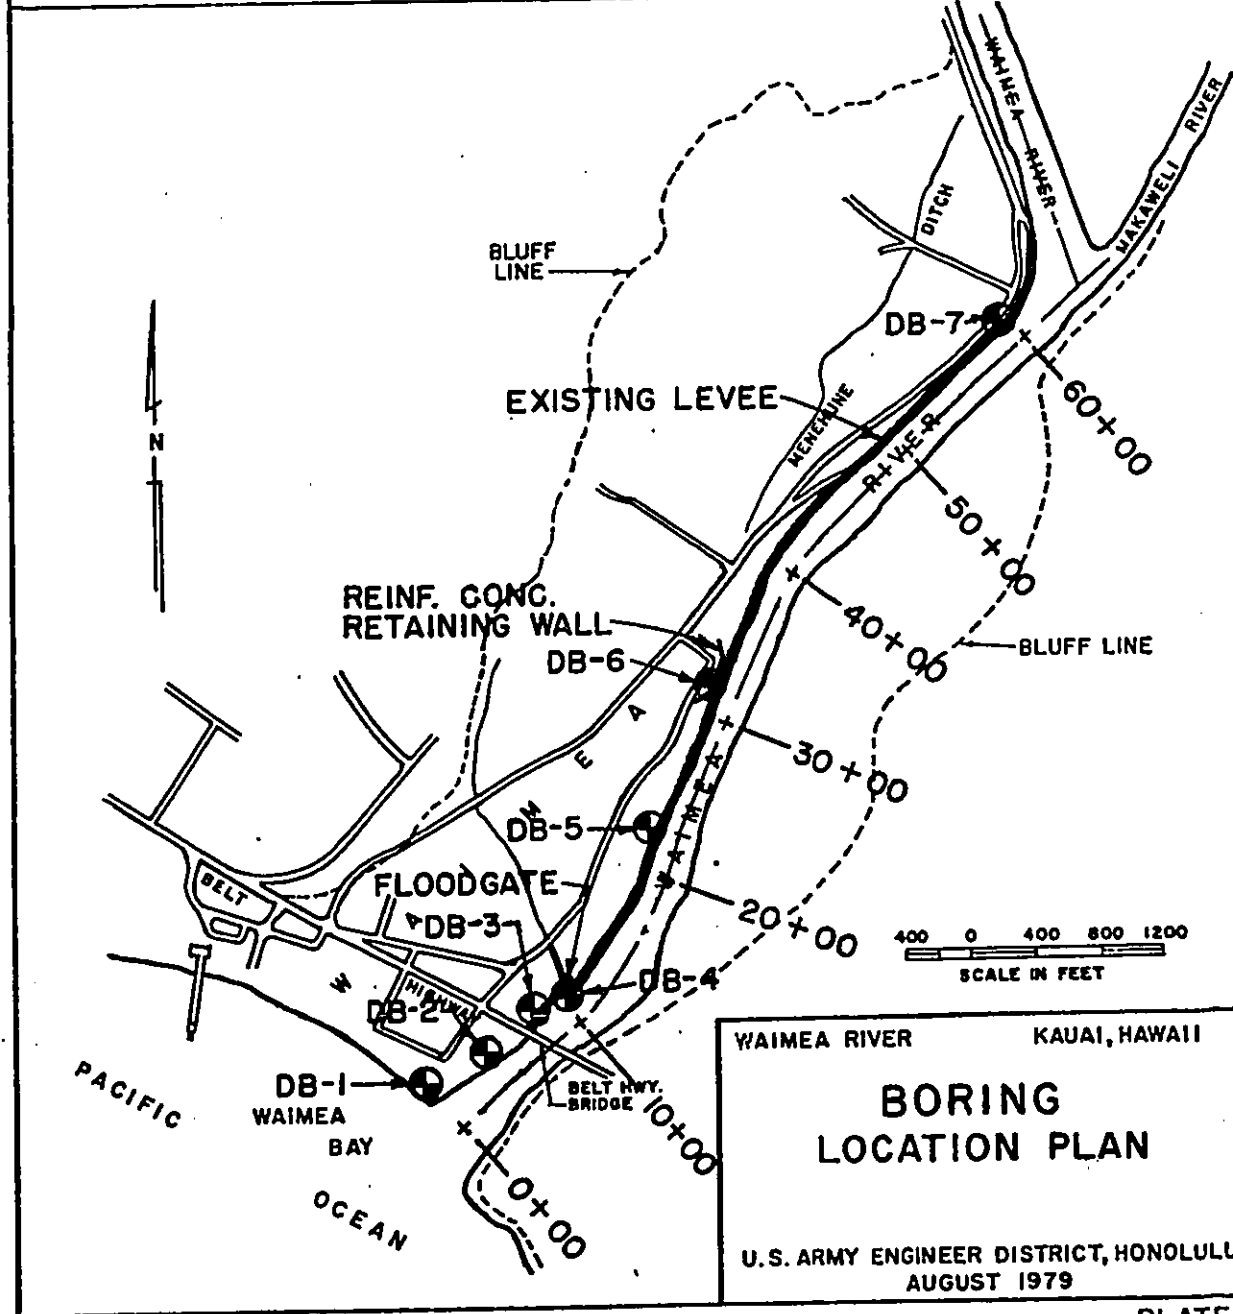 WAIMEA RIVER
MAKAWELI RIVER
DITCH
BLUFF
LINE
DB-7
EXISTING LEVEE
MENEHUNE
60+00
RIVER
N
50+00
REINF. CONC.
RETAINING WALL
40+00
BLUFF LINE
DB-6
WAIMEA
30+00
WAIMEA
DB-5
BELT
FLOODGATE
20+00
DB-3
400 0 400 800 1200
SCALE IN FEET
DB-4
HIGHWAY
DB-2
WAIMEA RIVER KAUAI, HAWAII
PACIFIC
DB-1
BELT HWY.
BRIDGE
10+00
BORING
LOCATION PLAN
WAIMEA
BAY
OCEAN
0+00
U.S. ARMY ENGINEER DISTRICT, HONOLULU
AUGUST 1979
PLATE